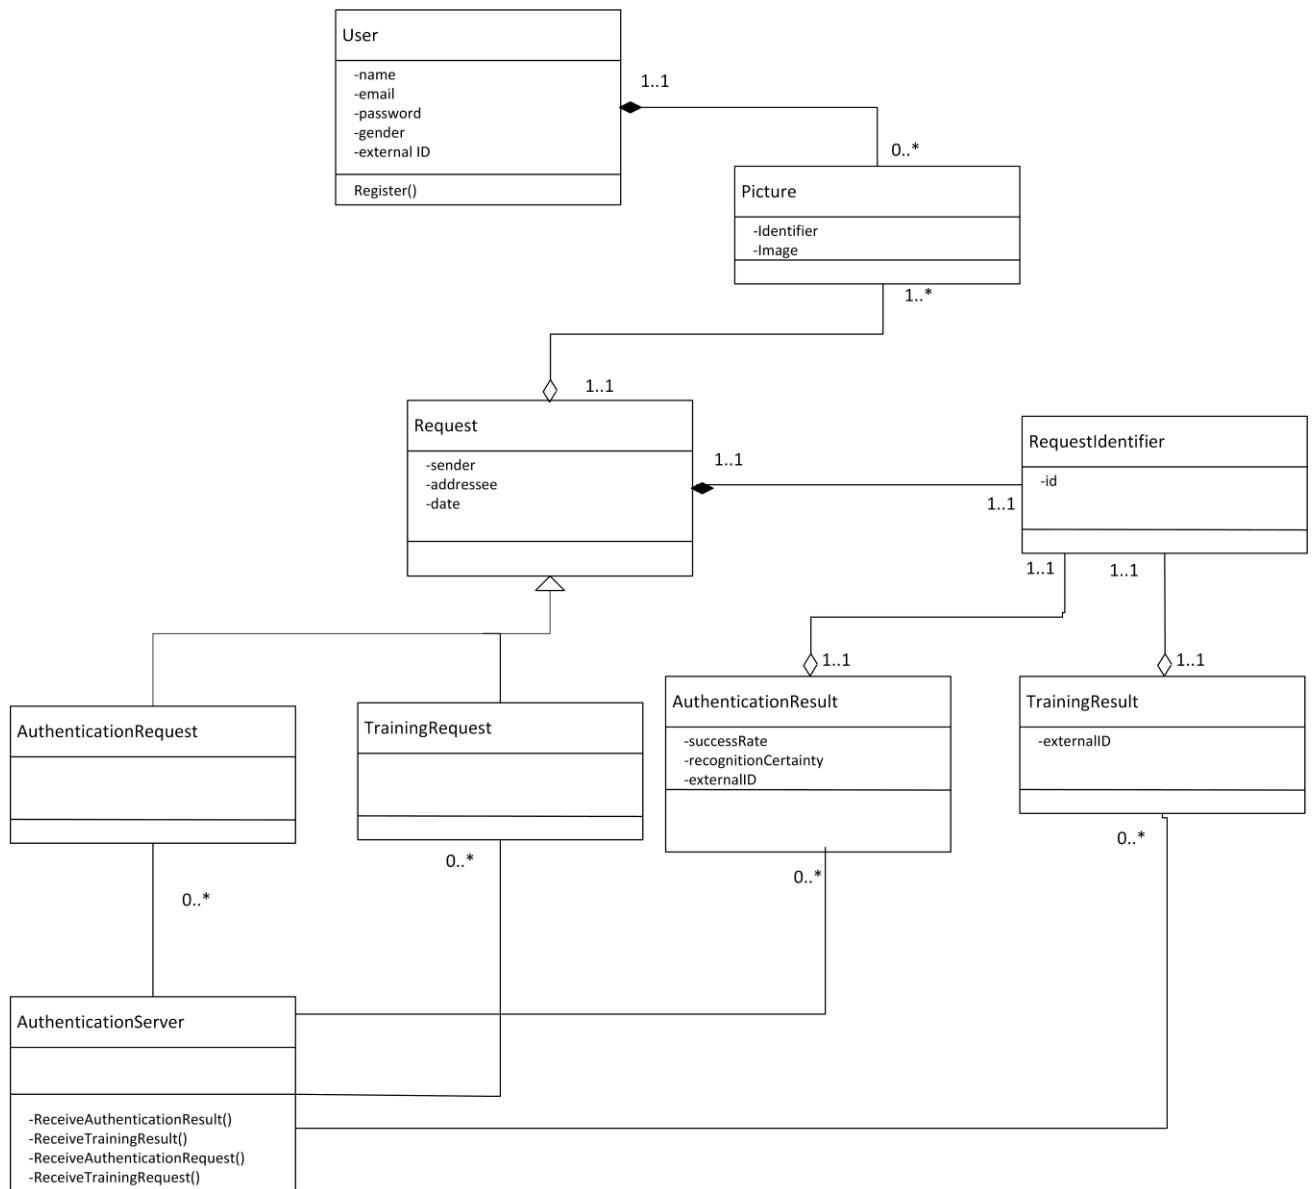 User
-name
-email
-password
-gender
-external ID
Register()
1..1
0..*
Picture
-Identifier
-Image
1..*
1..1
Request
-sender
-addressee
-date
1..1
1..1
RequestIdentifier
-id
1..1
1..1
1..1
1..1
AuthenticationRequest
TrainingRequest
AuthenticationResult
-successRate
-recognitionCertainty
-externalID
TrainingResult
-externalID
0..*
0..*
0..*
0..*
AuthenticationServer
-ReceiveAuthenticationResult()
-ReceiveTrainingResult()
-ReceiveAuthenticationRequest()
-ReceiveTrainingRequest()